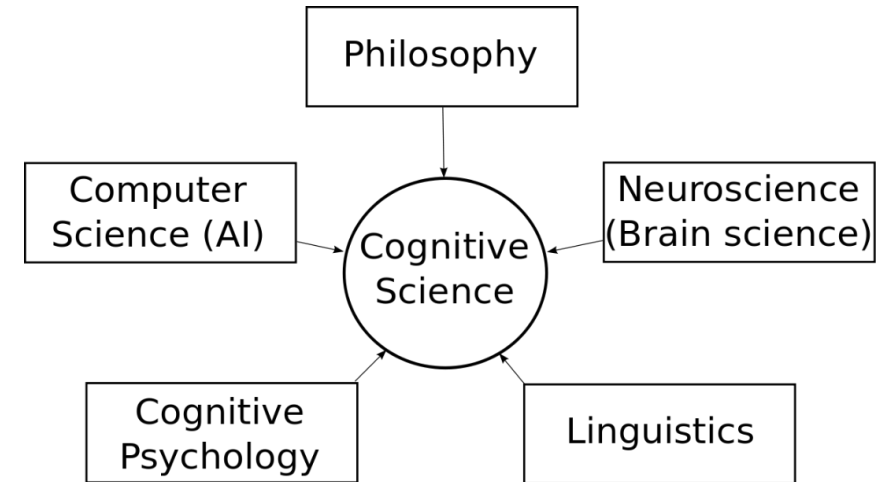 Philosophy
Computer
Science (AI)
Neuroscience
(Brain science)
Cognitive
Science
Cognitive
Psychology
Linguistics